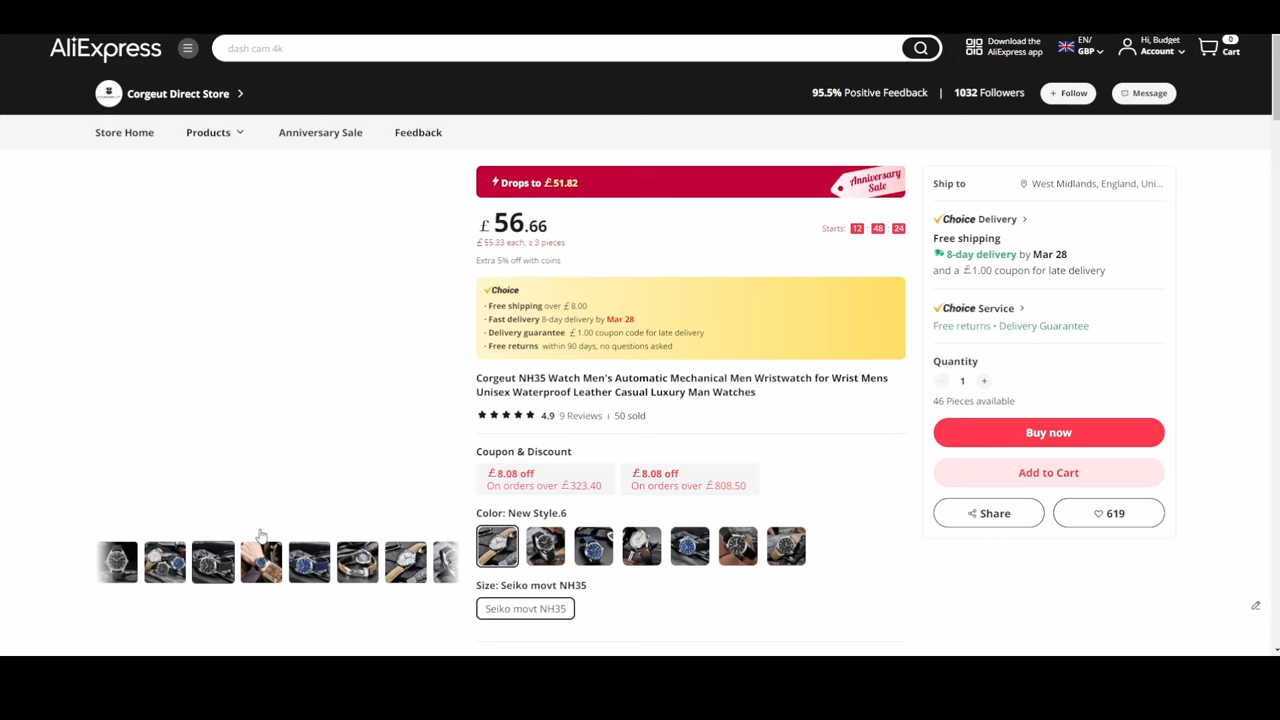 AliExpress
dash cam 4k
Download the
AliExpress app
EN/
GBP
Hi, Budget
Account
0
Cart
Corgeut Direct Store
95.5% Positive Feedback | 1032 Followers
+ Follow
Message
Store Home
Products
Anniversary Sale
Feedback
Drops to £51.82
Anniversary
Sale
£56.66
Starts: 12 : 48 : 24
£55.33 each, ≥ 3 pieces
Extra 5% off with coins
Choice
· Free shipping over £8.00
· Fast delivery 8-day delivery by Mar 28
· Delivery guarantee £1.00 coupon code for late delivery
· Free returns within 90 days, no questions asked
Corgeut NH35 Watch Men's Automatic Mechanical Men Wristwatch for Wrist Mens
Unisex Waterproof Leather Casual Luxury Man Watches
4.9 9 Reviews 50 sold
Coupon & Discount
£8.08 off
On orders over £323.40
£8.08 off
On orders over £808.50
Color: New Style.6
Size: Seiko movt NH35
Seiko movt NH35
Ship to
West Midlands, England, Uni...
Choice Delivery
Free shipping
8-day delivery by Mar 28
and a £1.00 coupon for late delivery
Choice Service
Free returns • Delivery Guarantee
Quantity
- 1 +
46 Pieces available
Buy now
Add to Cart
Share
619